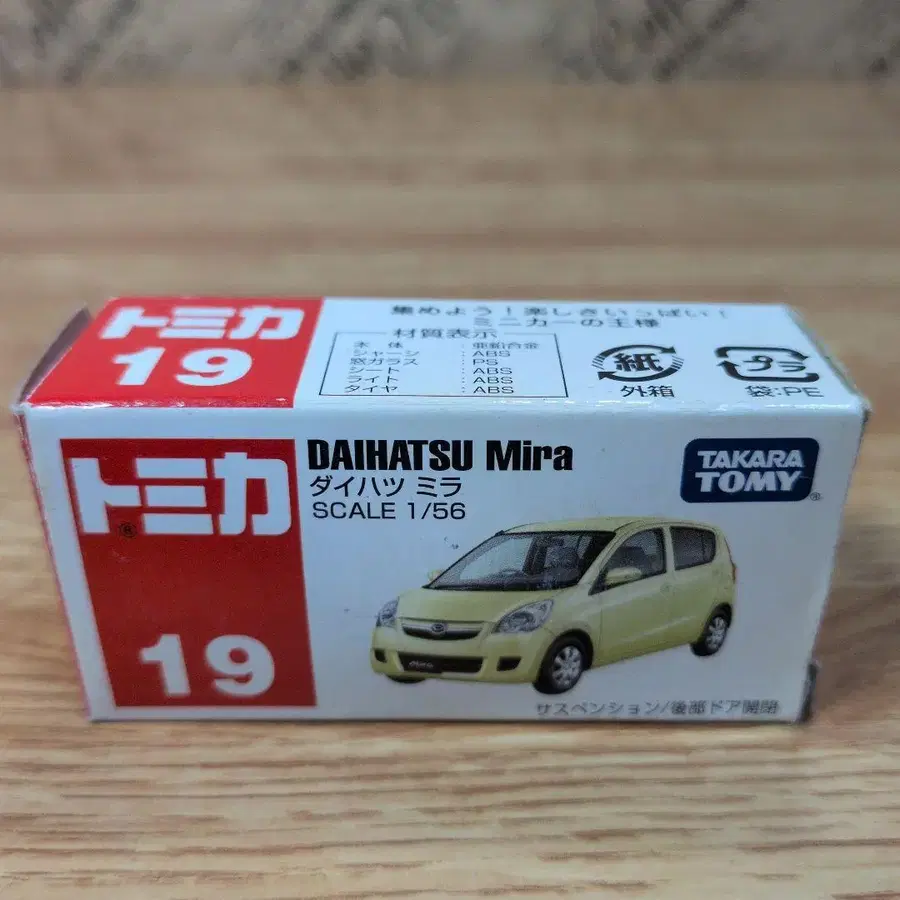 トミカ
19
集めよう!楽しさいっぱい!
ミニカーの王様
材質表示
本体:亜鉛合金
シャーシ:ABS
窓ガラス:PS
シート:ABS
ライト:ABS
タイヤ:ABS
紙
外箱
プラ
袋:PE
トミカ®
19
DAIHATSU Mira
ダイハツ ミラ
SCALE 1/56
TAKARA
TOMY®
Mira
サスペンション/後部ドア開閉